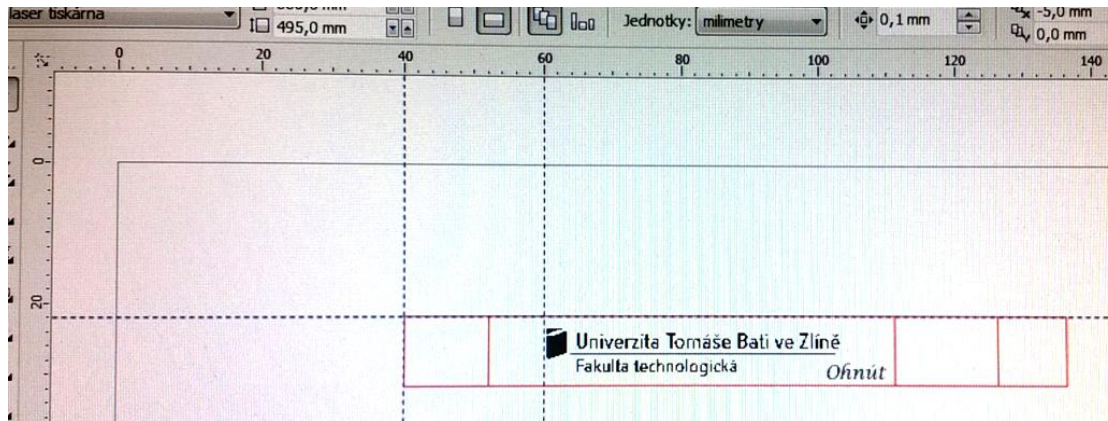 laser tiskárna
495,0 mm
Jednotky: milimetry
0,1 mm
-5,0 mm
0,0 mm
0 20 40 60 80 100 120 140
0
20
Univerzita Tomáše Bati ve Zlíně
Fakulta technologická
Ohnút